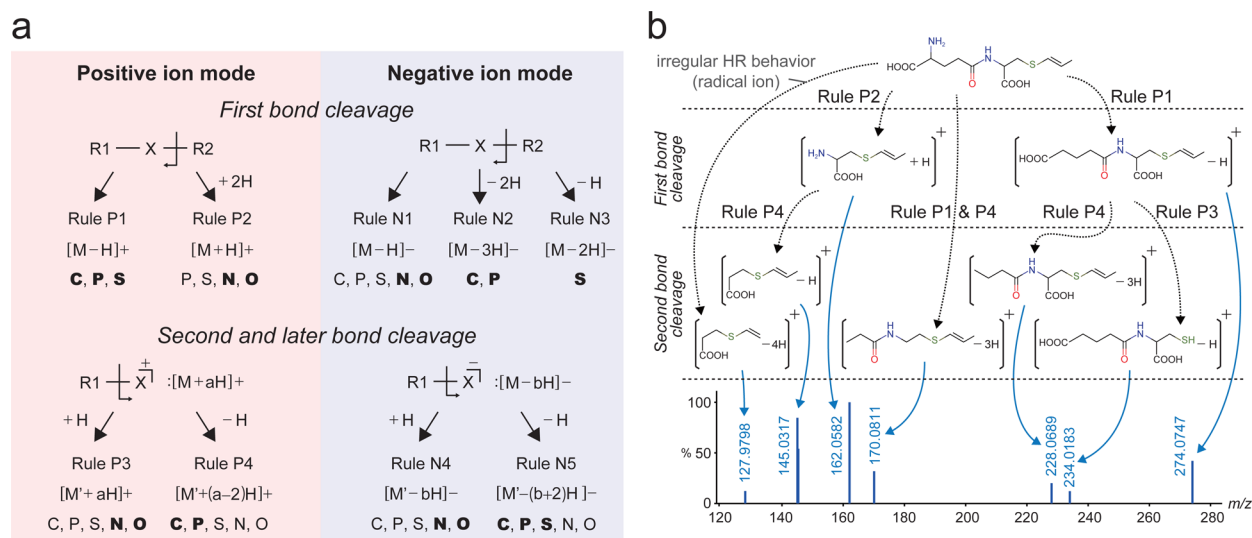 a
Positive ion mode
Negative ion mode
First bond cleavage
R1 — X R2
+2H
Rule P1
Rule P2
[M−H]+
[M+H]+
C, P, S
P, S, N, O
R1 — X R2
−2H
−H
Rule N1
Rule N2
Rule N3
[M−H]−
[M−3H]−
[M−2H]−
C, P, S, N, O
C, P
S
Second and later bond cleavage
R1 X + :[M+aH]+
+H
−H
Rule P3
Rule P4
[M'+aH]+
[M'+(a−2)H]+
C, P, S, N, O
C, P, S, N, O
R1 X − :[M−bH]−
+H
−H
Rule N4
Rule N5
[M'−bH]−
[M'−(b+2)H]−
C, P, S, N, O
C, P, S, N, O
b
irregular HR behavior
(radical ion)
NH2
HOOC
H
N
O
COOH
S
Rule P2
Rule P1
First bond
cleavage
H2N
S
COOH
+ H
+
HOOC
O
H
N
COOH
S
− H
+
Rule P4
Rule P1 & P4
Rule P4
Rule P3
Second bond
cleavage
S
COOH
− H
+
O
H
N
COOH
S
− 3H
+
S
COOH
− 4H
+
O
H
N
S
− 3H
+
HOOC
O
H
N
COOH
SH
− H
+
100
% 50
0
127.9798
145.0317
162.0582
170.0811
228.0689
234.0183
274.0747
120 140 160 180 200 220 240 260 280 m/z